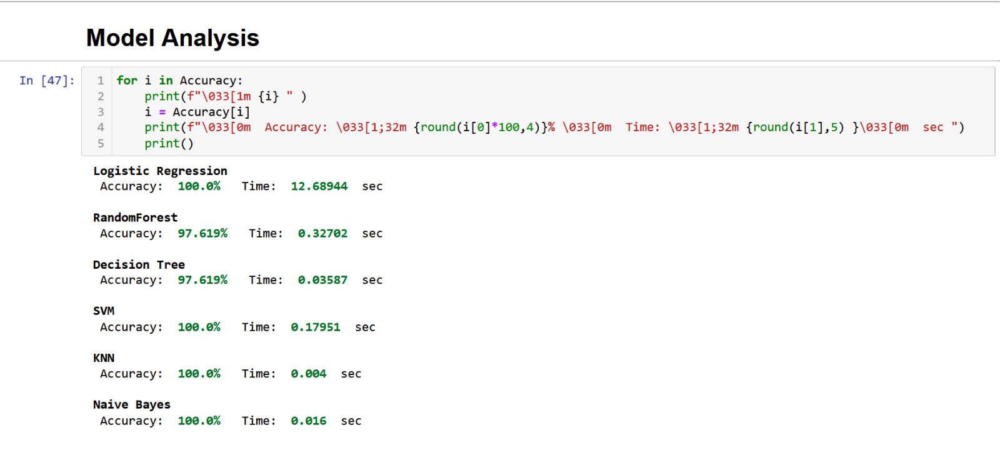 Model Analysis
In [47]:
1 for i in Accuracy:
2     print(f"\033[1m {i} " )
3     i = Accuracy[i]
4     print(f"\033[0m  Accuracy: \033[1;32m {round(i[0]*100,4)}% \033[0m  Time: \033[1;32m {round(i[1],5) }\033[0m  sec ")
5     print()
Logistic Regression
Accuracy:  100.0%   Time:  12.68944  sec
RandomForest
Accuracy:  97.619%   Time:  0.32702  sec
Decision Tree
Accuracy:  97.619%   Time:  0.03587  sec
SVM
Accuracy:  100.0%   Time:  0.17951  sec
KNN
Accuracy:  100.0%   Time:  0.004  sec
Naive Bayes
Accuracy:  100.0%   Time:  0.016  sec